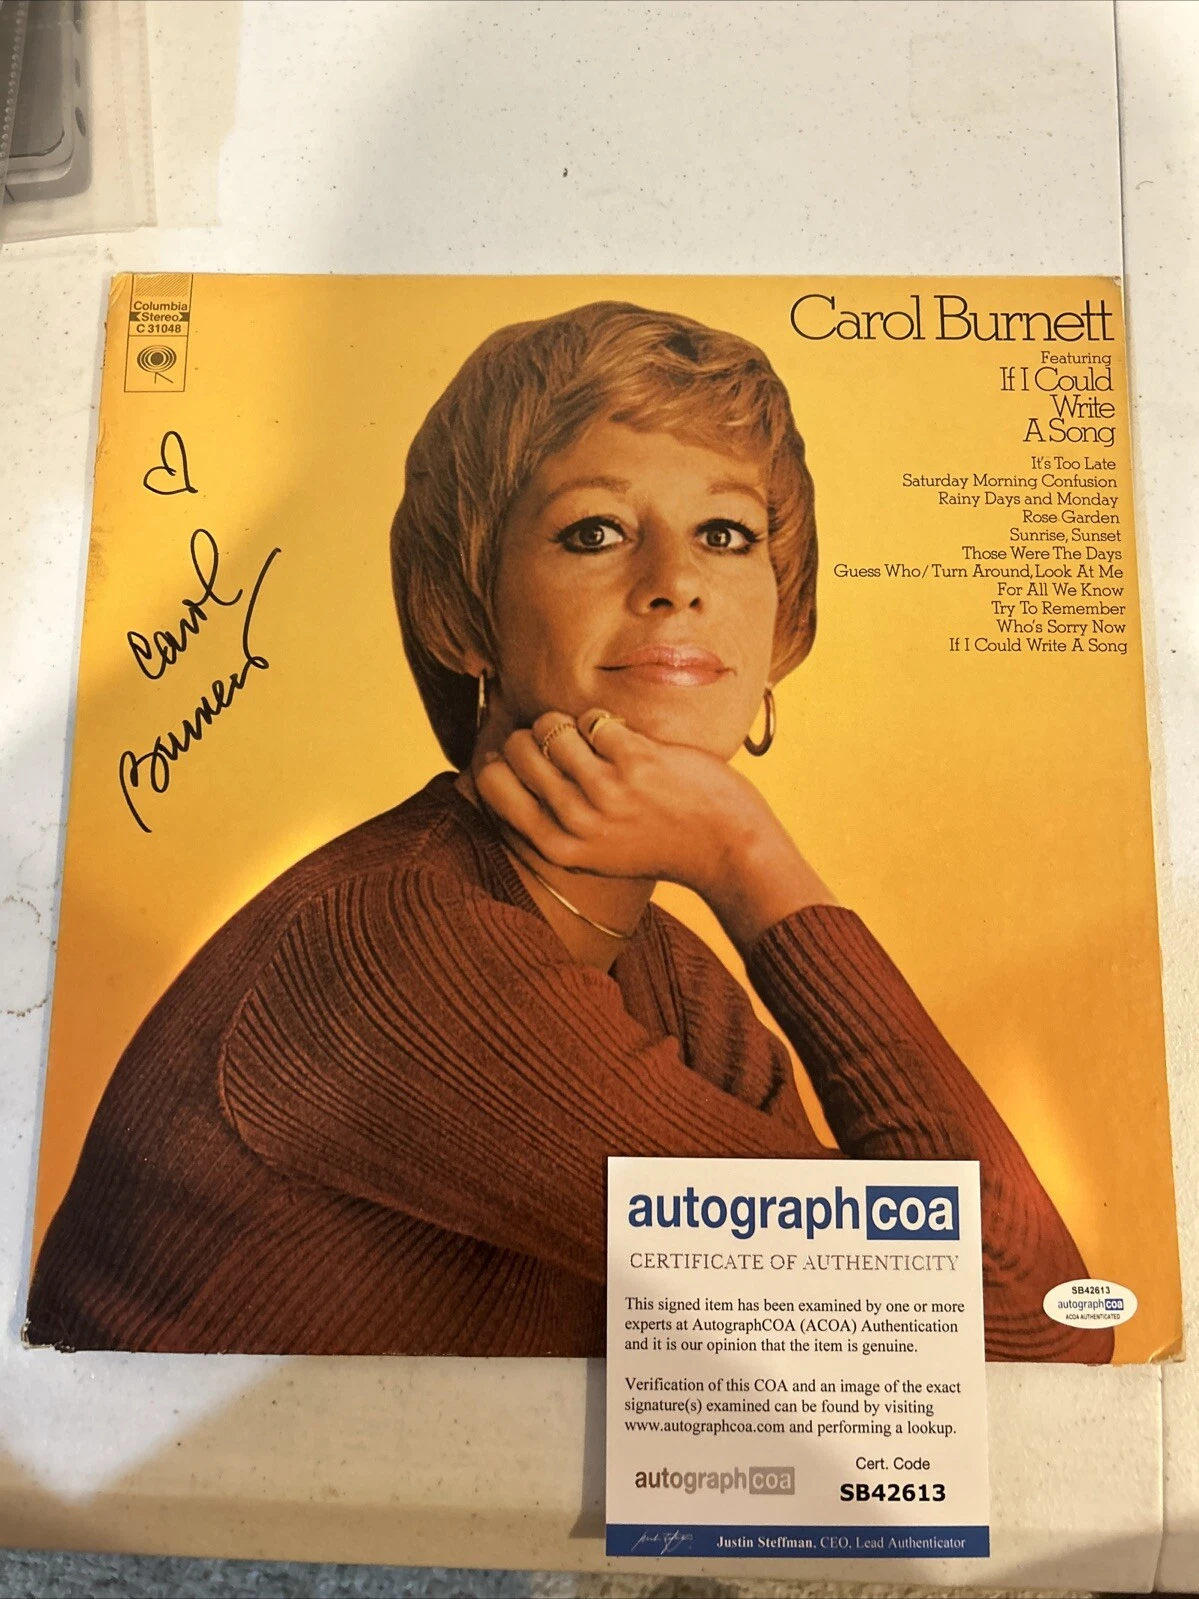 Columbia
Stereo
C 31048
Carol Burnett
Featuring
If I Could
Write
A Song
It's Too Late
Saturday Morning Confusion
Rainy Days and Monday
Rose Garden
Sunrise, Sunset
Those Were The Days
Guess Who/Turn Around, Look At Me
For All We Know
Try To Remember
Who's Sorry Now
If I Could Write A Song
Carol
Burnett
autographcoa
CERTIFICATE OF AUTHENTICITY
This signed item has been examined by one or more
experts at AutographCOA (ACOA) Authentication
and it is our opinion that the item is genuine.
Verification of this COA and an image of the exact
signature(s) examined can be found by visiting
www.autographcoa.com and performing a lookup.
Cert. Code
autographcoa
SB42613
Justin Steffman, CEO, Lead Authenticator
SB42613
autographcoa
ACOA AUTHENTICATED